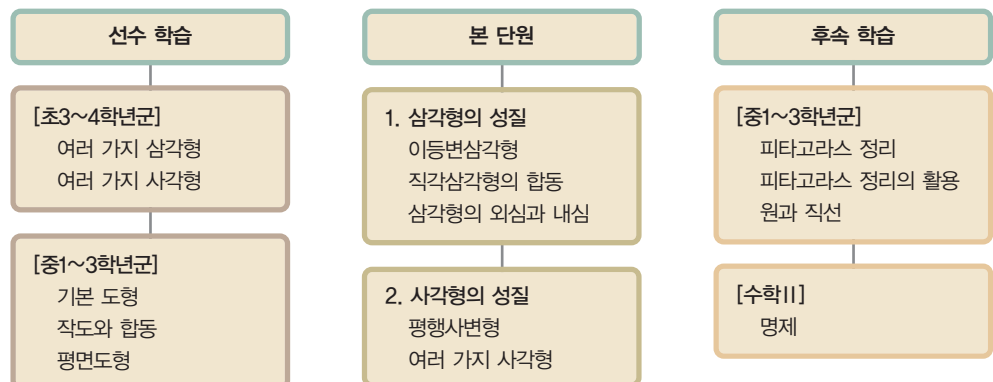 선수 학습
[초3~4학년군]
여러 가지 삼각형
여러 가지 사각형
[중1~3학년군]
기본 도형
작도와 합동
평면도형
본 단원
1. 삼각형의 성질
이등변삼각형
직각삼각형의 합동
삼각형의 외심과 내심
2. 사각형의 성질
평행사변형
여러 가지 사각형
후속 학습
[중1~3학년군]
피타고라스 정리
피타고라스 정리의 활용
원과 직선
[수학II]
명제